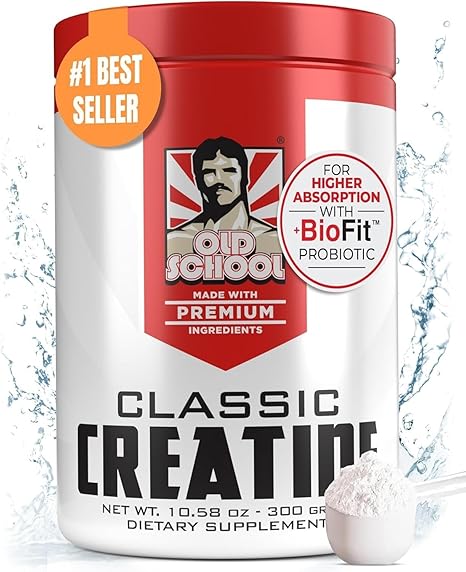 #1 BEST
SELLER
®
OLD
SCHOOL
MADE WITH
PREMIUM
INGREDIENTS
FOR
HIGHER
ABSORPTION
WITH
+BioFit™
PROBIOTIC
CLASSIC
CREATINE
NET WT. 10.58 oz - 300 GR
DIETARY SUPPLEMENT